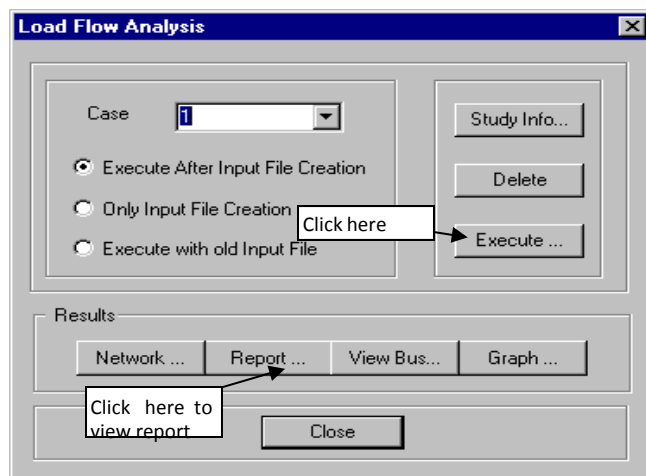 Load Flow Analysis
Case 1
Execute After Input File Creation
Only Input File Creation
Execute with old Input File
Study Info...
Delete
Execute ...
Click here
Results
Network ...
Report ...
View Bus...
Graph ...
Click here to
view report
Close